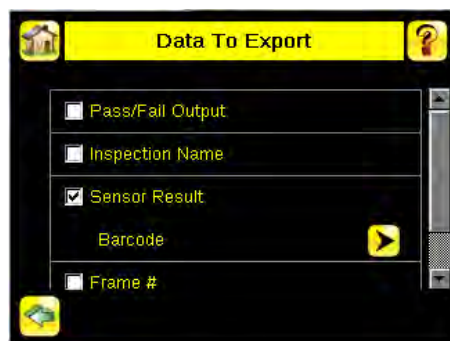 Data To Export
?
Pass/Fail Output
Inspection Name
Sensor Result
Barcode
Frame #